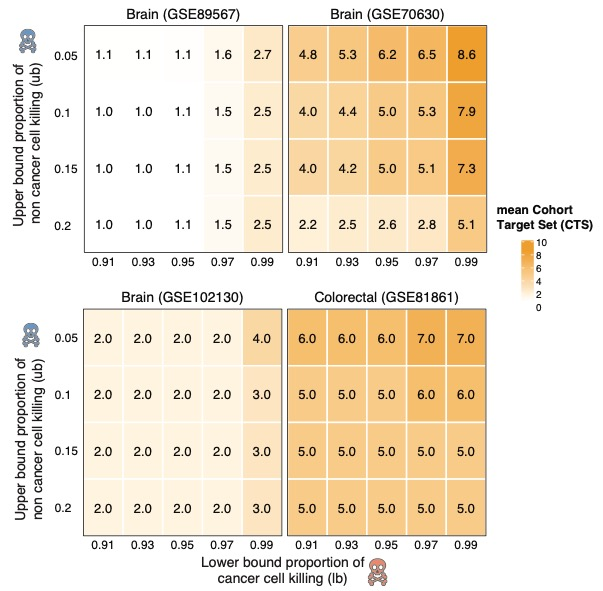 Brain (GSE89567) Brain (GSE70630)
Upper bound proportion of
non cancer cell killing (ub)
0.05 1.1 1.1 1.1 1.6 2.7 4.8 5.3 6.2 6.5 8.6
0.1 1.0 1.0 1.1 1.5 2.5 4.0 4.4 5.0 5.3 7.9
0.15 1.0 1.0 1.1 1.5 2.5 4.0 4.2 5.0 5.1 7.3
0.2 1.0 1.0 1.1 1.5 2.5 2.2 2.5 2.6 2.8 5.1
0.91 0.93 0.95 0.97 0.99 0.91 0.93 0.95 0.97 0.99
mean Cohort
Target Set (CTS)
10
8
6
4
2
0
Brain (GSE102130) Colorectal (GSE81861)
Upper bound proportion of
non cancer cell killing (ub)
0.05 2.0 2.0 2.0 2.0 4.0 6.0 6.0 6.0 7.0 7.0
0.1 2.0 2.0 2.0 2.0 3.0 5.0 5.0 5.0 6.0 6.0
0.15 2.0 2.0 2.0 2.0 3.0 5.0 5.0 5.0 5.0 5.0
0.2 2.0 2.0 2.0 2.0 3.0 5.0 5.0 5.0 5.0 5.0
0.91 0.93 0.95 0.97 0.99 0.91 0.93 0.95 0.97 0.99
Lower bound proportion of
cancer cell killing (lb)